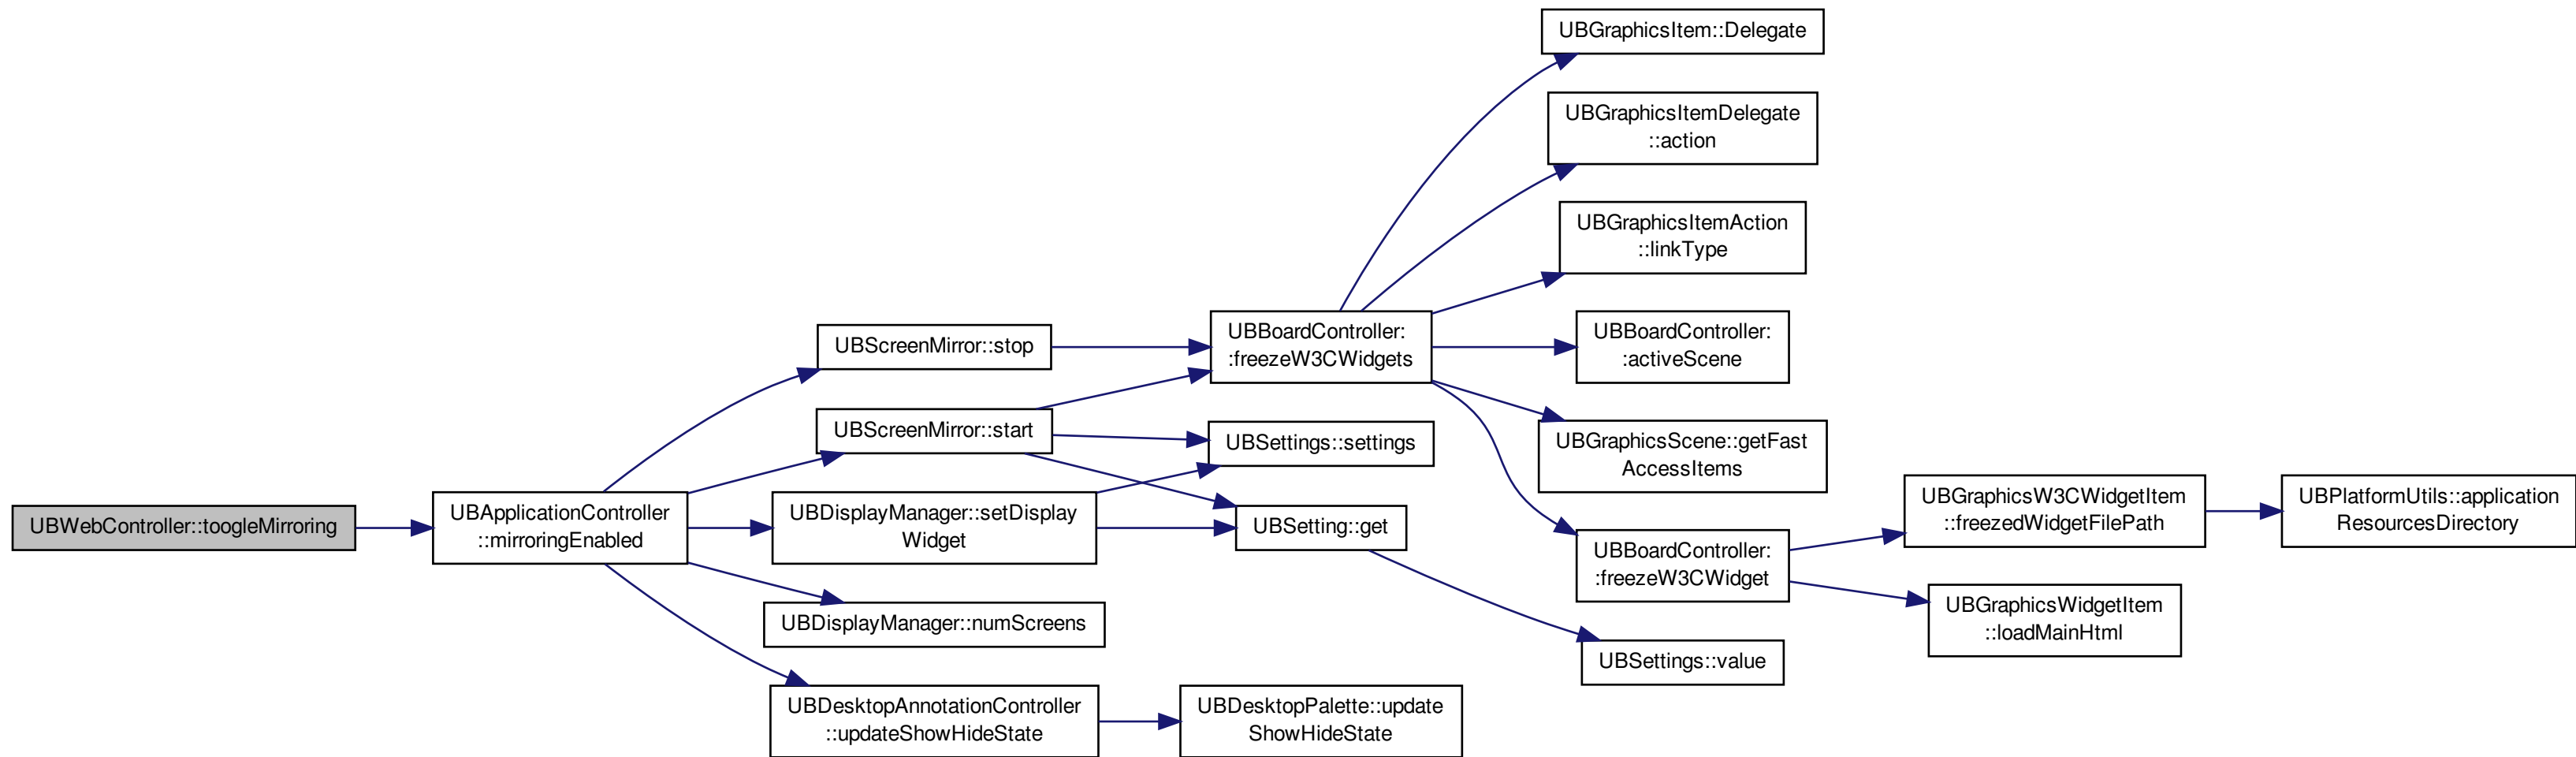 UBWebController::toogleMirroring
UBApplicationController
::mirroringEnabled
UBScreenMirror::stop
UBScreenMirror::start
UBDisplayManager::setDisplay
Widget
UBDisplayManager::numScreens
UBDesktopAnnotationController
::updateShowHideState
UBBoardController:
:freezeW3CWidgets
UBSettings::settings
UBSetting::get
UBDesktopPalette::update
ShowHideState
UBGraphicsItem::Delegate
UBGraphicsItemDelegate
::action
UBGraphicsItemAction
::linkType
UBBoardController:
:activeScene
UBGraphicsScene::getFast
AccessItems
UBBoardController:
:freezeW3CWidget
UBSettings::value
UBGraphicsW3CWidgetItem
::freezedWidgetFilePath
UBGraphicsWidgetItem
::loadMainHtml
UBPlatformUtils::application
ResourcesDirectory